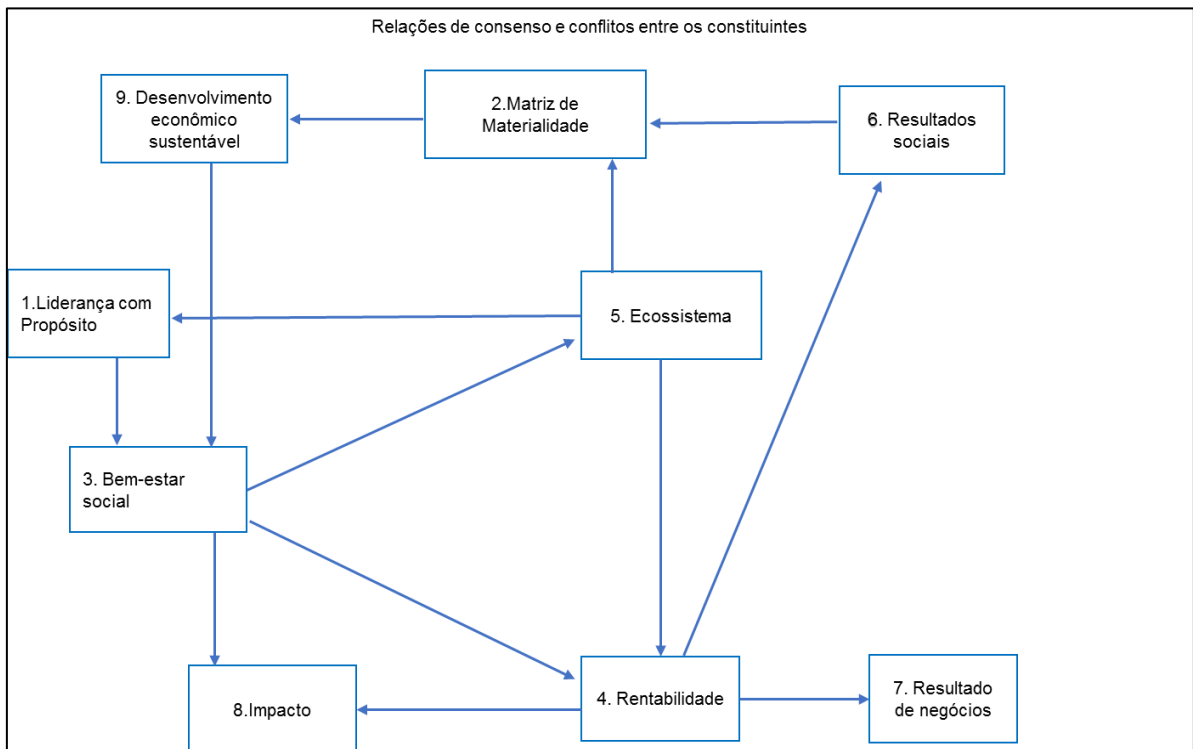 Relações de consenso e conflitos entre os constituintes
9. Desenvolvimento
econômico
sustentável
2.Matriz de
Materialidade
6. Resultados
sociais
1.Liderança com
Propósito
5. Ecossistema
3. Bem-estar
social
8.Impacto
4. Rentabilidade
7. Resultado
de negócios